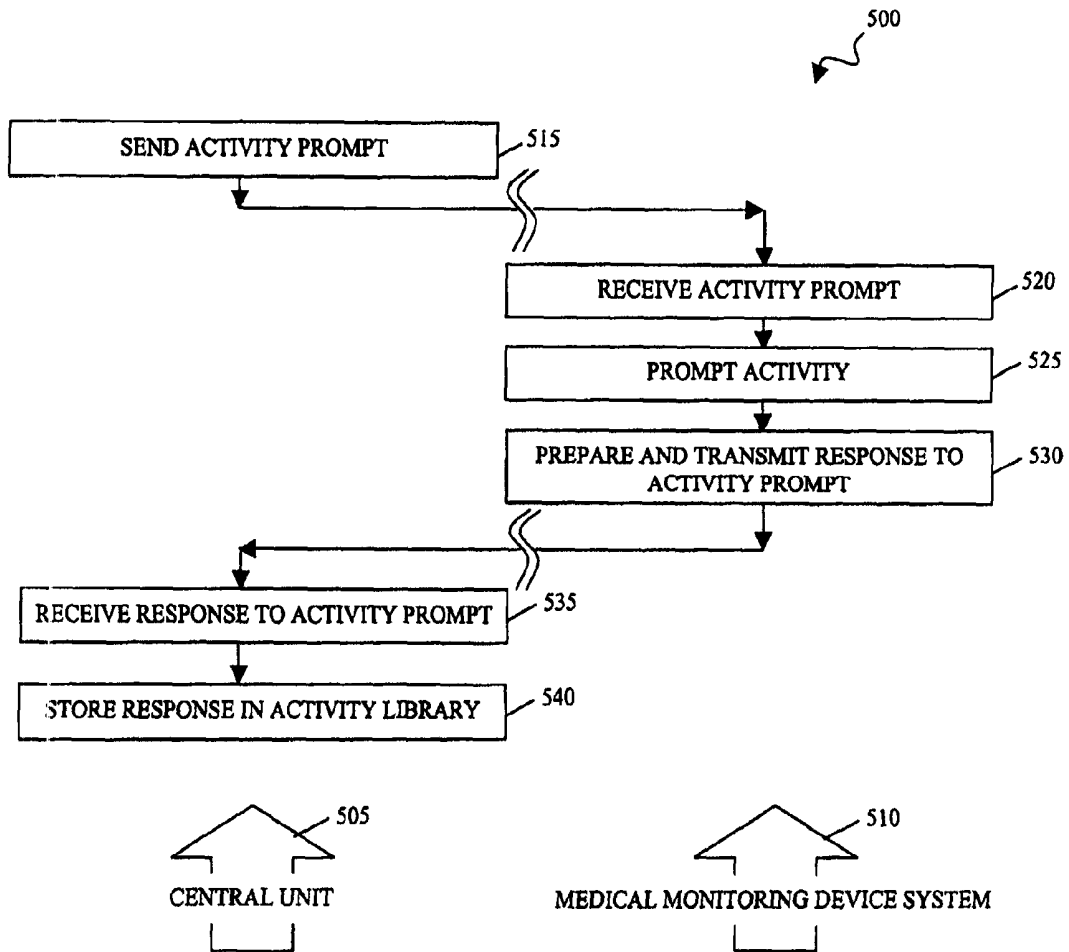 500
SEND ACTIVITY PROMPT
515
RECEIVE ACTIVITY PROMPT
520
PROMPT ACTIVITY
525
PREPARE AND TRANSMIT RESPONSE TO
ACTIVITY PROMPT
530
RECEIVE RESPONSE TO ACTIVITY PROMPT
535
STORE RESPONSE IN ACTIVITY LIBRARY
540
505
CENTRAL UNIT
510
MEDICAL MONITORING DEVICE SYSTEM